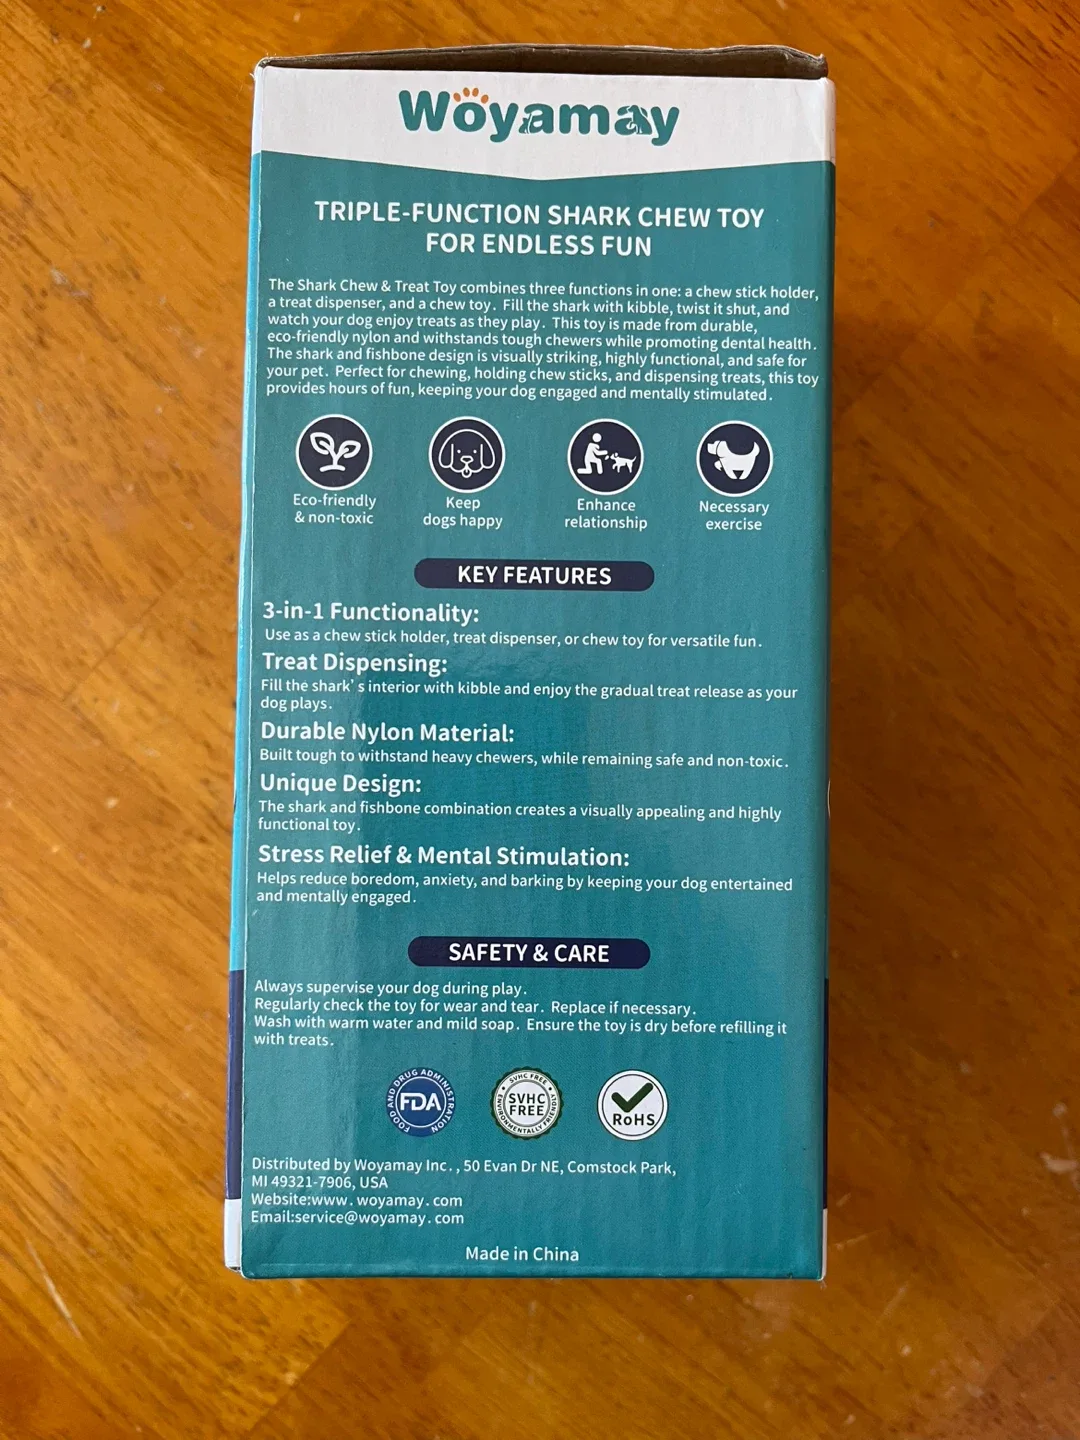 Woyamay
TRIPLE-FUNCTION SHARK CHEW TOY
FOR ENDLESS FUN
The Shark Chew & Treat Toy combines three functions in one: a chew stick holder,
a treat dispenser, and a chew toy. Fill the shark with kibble, twist it shut, and
watch your dog enjoy treats as they play. This toy is made from durable,
eco-friendly nylon and withstands tough chewers while promoting dental health.
The shark and fishbone design is visually striking, highly functional, and safe for
your pet. Perfect for chewing, holding chew sticks, and dispensing treats, this toy
provides hours of fun, keeping your dog engaged and mentally stimulated.
Eco-friendly
& non-toxic
Keep
dogs happy
Enhance
relationship
Necessary
exercise
KEY FEATURES
3-in-1 Functionality:
Use as a chew stick holder, treat dispenser, or chew toy for versatile fun.
Treat Dispensing:
Fill the shark's interior with kibble and enjoy the gradual treat release as your
dog plays.
Durable Nylon Material:
Built tough to withstand heavy chewers, while remaining safe and non-toxic.
Unique Design:
The shark and fishbone combination creates a visually appealing and highly
functional toy.
Stress Relief & Mental Stimulation:
Helps reduce boredom, anxiety, and barking by keeping your dog entertained
and mentally engaged.
SAFETY & CARE
Always supervise your dog during play.
Regularly check the toy for wear and tear. Replace if necessary.
Wash with warm water and mild soap. Ensure the toy is dry before refilling it
with treats.
FOOD AND DRUG ADMINISTRATION
FDA
SVHC FREE
SVHC
FREE
ENVIRONMENTALLY FRIENDLY
RoHS
Distributed by Woyamay Inc., 50 Evan Dr NE, Comstock Park,
MI 49321-7906, USA
Website:www.woyamay.com
Email:service@woyamay.com
Made in China